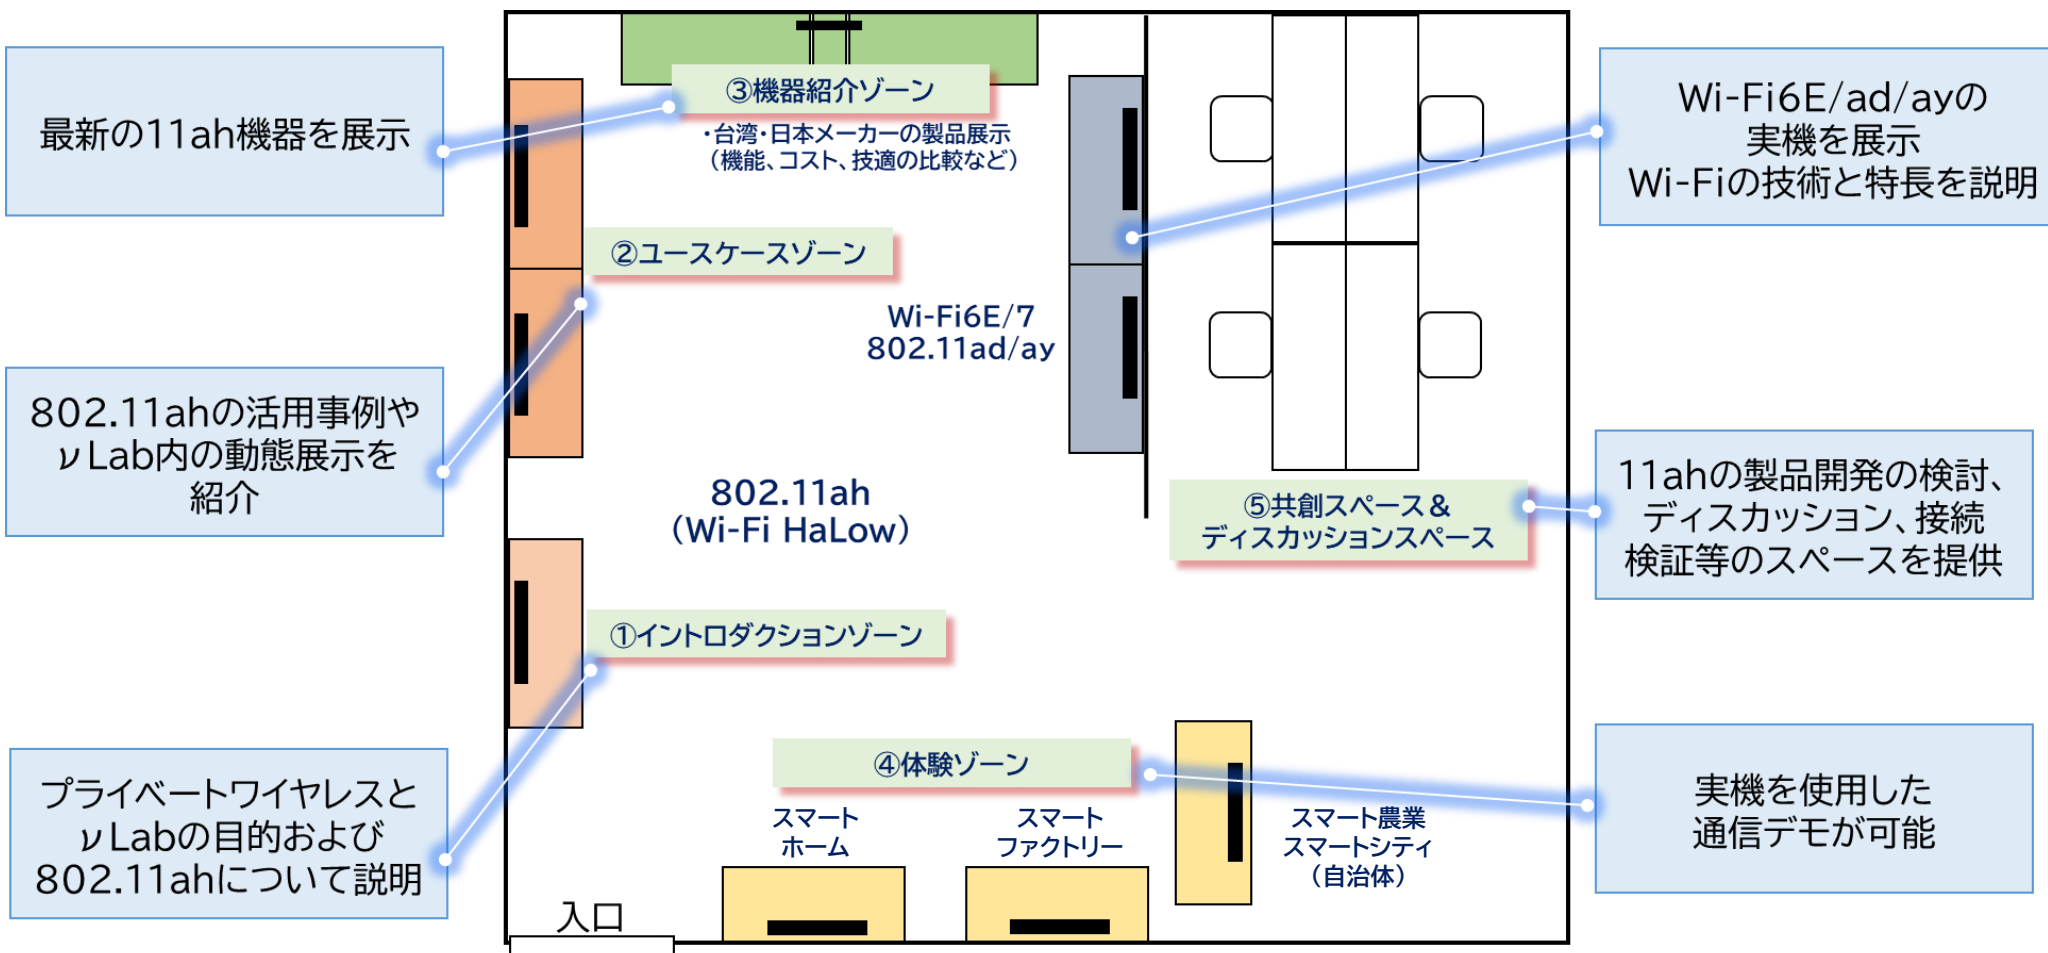 最新の11ah機器を展示
802.11ahの活用事例や
νLab内の動態展示を
紹介
プライベートワイヤレスと
νLabの目的および
802.11ahについて説明
③機器紹介ゾーン
・台湾・日本メーカーの製品展示
（機能、コスト、技適の比較など）
②ユースケースゾーン
Wi-Fi6E/7
802.11ad/ay
802.11ah
（Wi-Fi HaLow）
①イントロダクションゾーン
④体験ゾーン
スマート
ホーム
スマート
ファクトリー
スマート農業
スマートシティ
（自治体）
入口
⑤共創スペース＆
ディスカッションスペース
Wi-Fi6E/ad/ayの
実機を展示
Wi-Fiの技術と特長を説明
11ahの製品開発の検討、
ディスカッション、接続
検証等のスペースを提供
実機を使用した
通信デモが可能